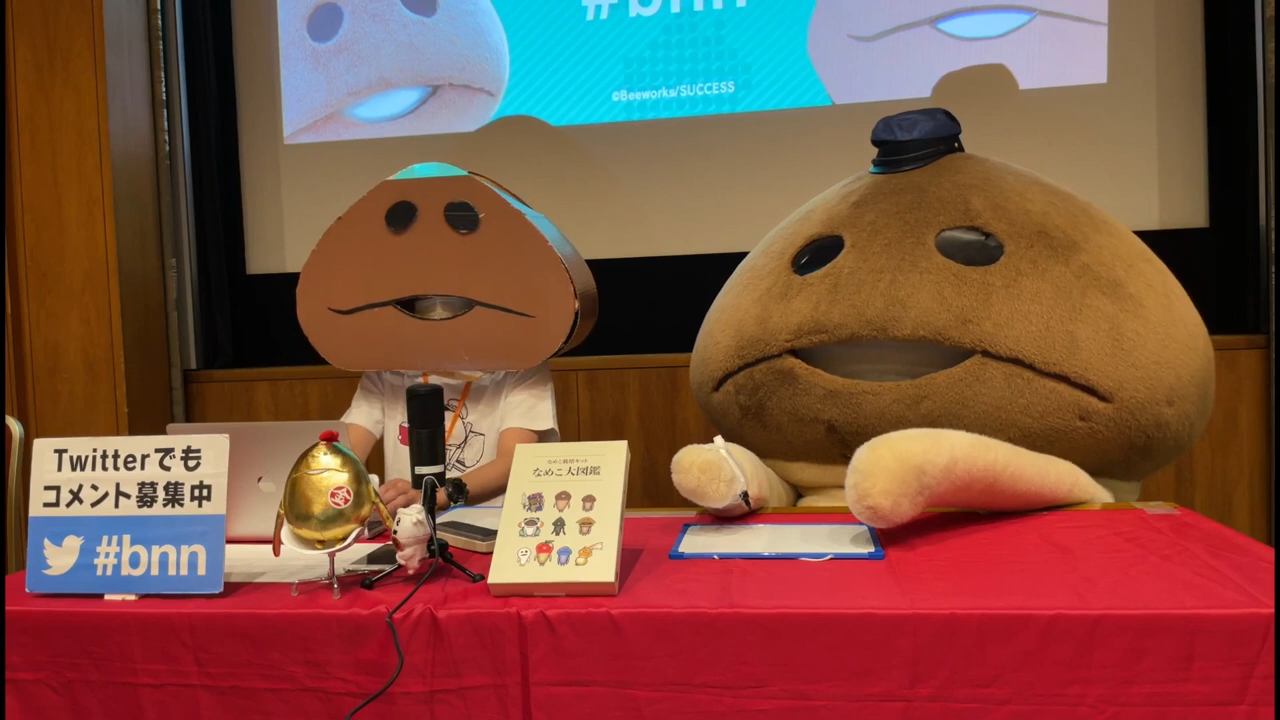 #bnn
©Beeworks/SUCCESS
Twitterでも
コメント募集中
#bnn
なめこ栽培キット
なめこ大図鑑